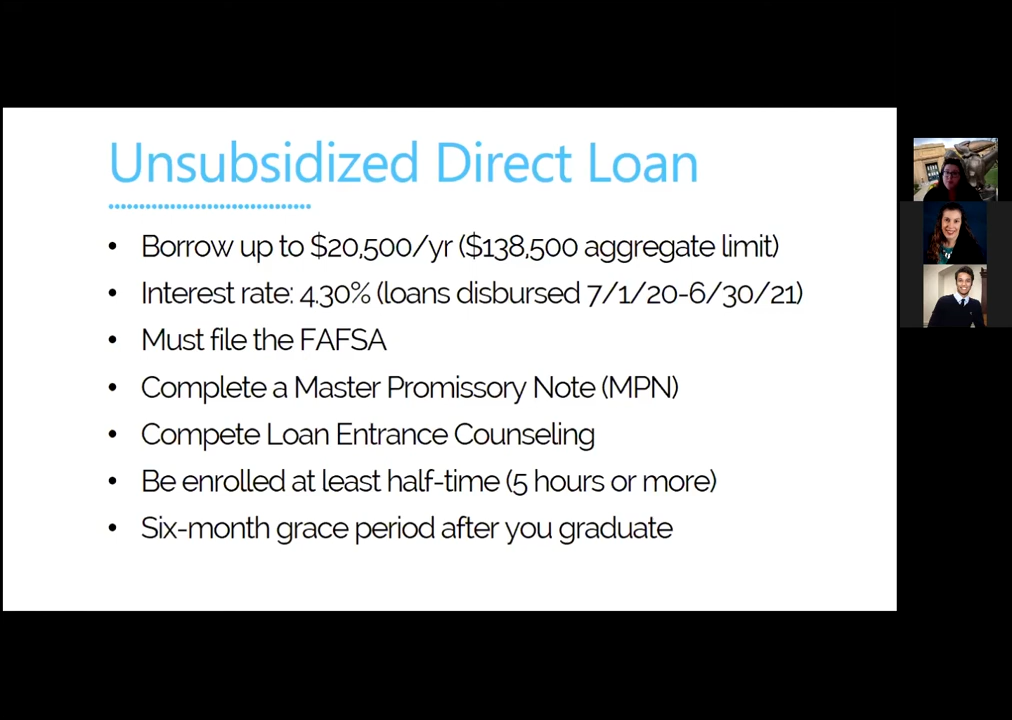 Unsubsidized Direct Loan
• Borrow up to $20,500/yr ($138,500 aggregate limit)
• Interest rate: 4.30% (loans disbursed 7/1/20-6/30/21)
• Must file the FAFSA
• Complete a Master Promissory Note (MPN)
• Compete Loan Entrance Counseling
• Be enrolled at least half-time (5 hours or more)
• Six-month grace period after you graduate